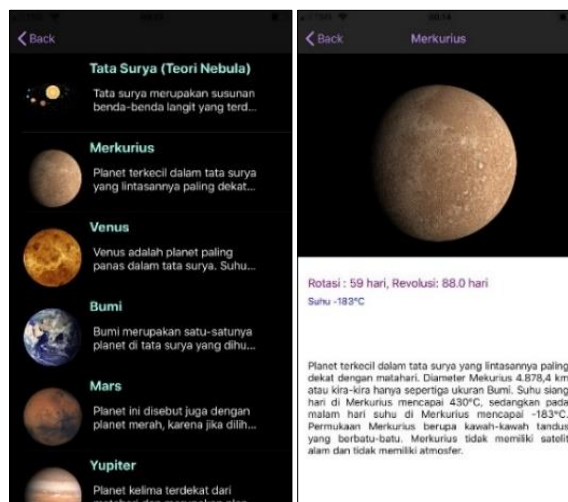 Back
Tata Surya (Teori Nebula)
Tata surya merupakan susunan
benda-benda langit yang terd...
Merkurius
Planet terkecil dalam tata surya
yang lintasannya paling dekat...
Venus
Venus adalah planet paling
panas dalam tata surya. Suhu...
Bumi
Bumi merupakan satu-satunya
planet di tata surya yang dihu...
Mars
Planet ini disebut juga dengan
planet merah, karena jika dilih...
Yupiter
Planet kelima terdekat dari
Back
Merkurius
Rotasi : 59 hari, Revolusi: 88.0 hari
Suhu -183°C
Planet terkecil dalam tata surya yang lintasannya paling
dekat dengan matahari. Diameter Mekurius 4.878,4 km
atau kira-kira hanya sepertiga ukuran Bumi. Suhu siang
hari di Merkurius mencapai 430°C, sedangkan pada
malam hari suhu di Merkurius mencapai -183°C.
Permukaan Merkurius berupa kawah-kawah tandus
yang berbatu-batu. Merkurius tidak memiliki satelit
alam dan tidak memiliki atmosfer.